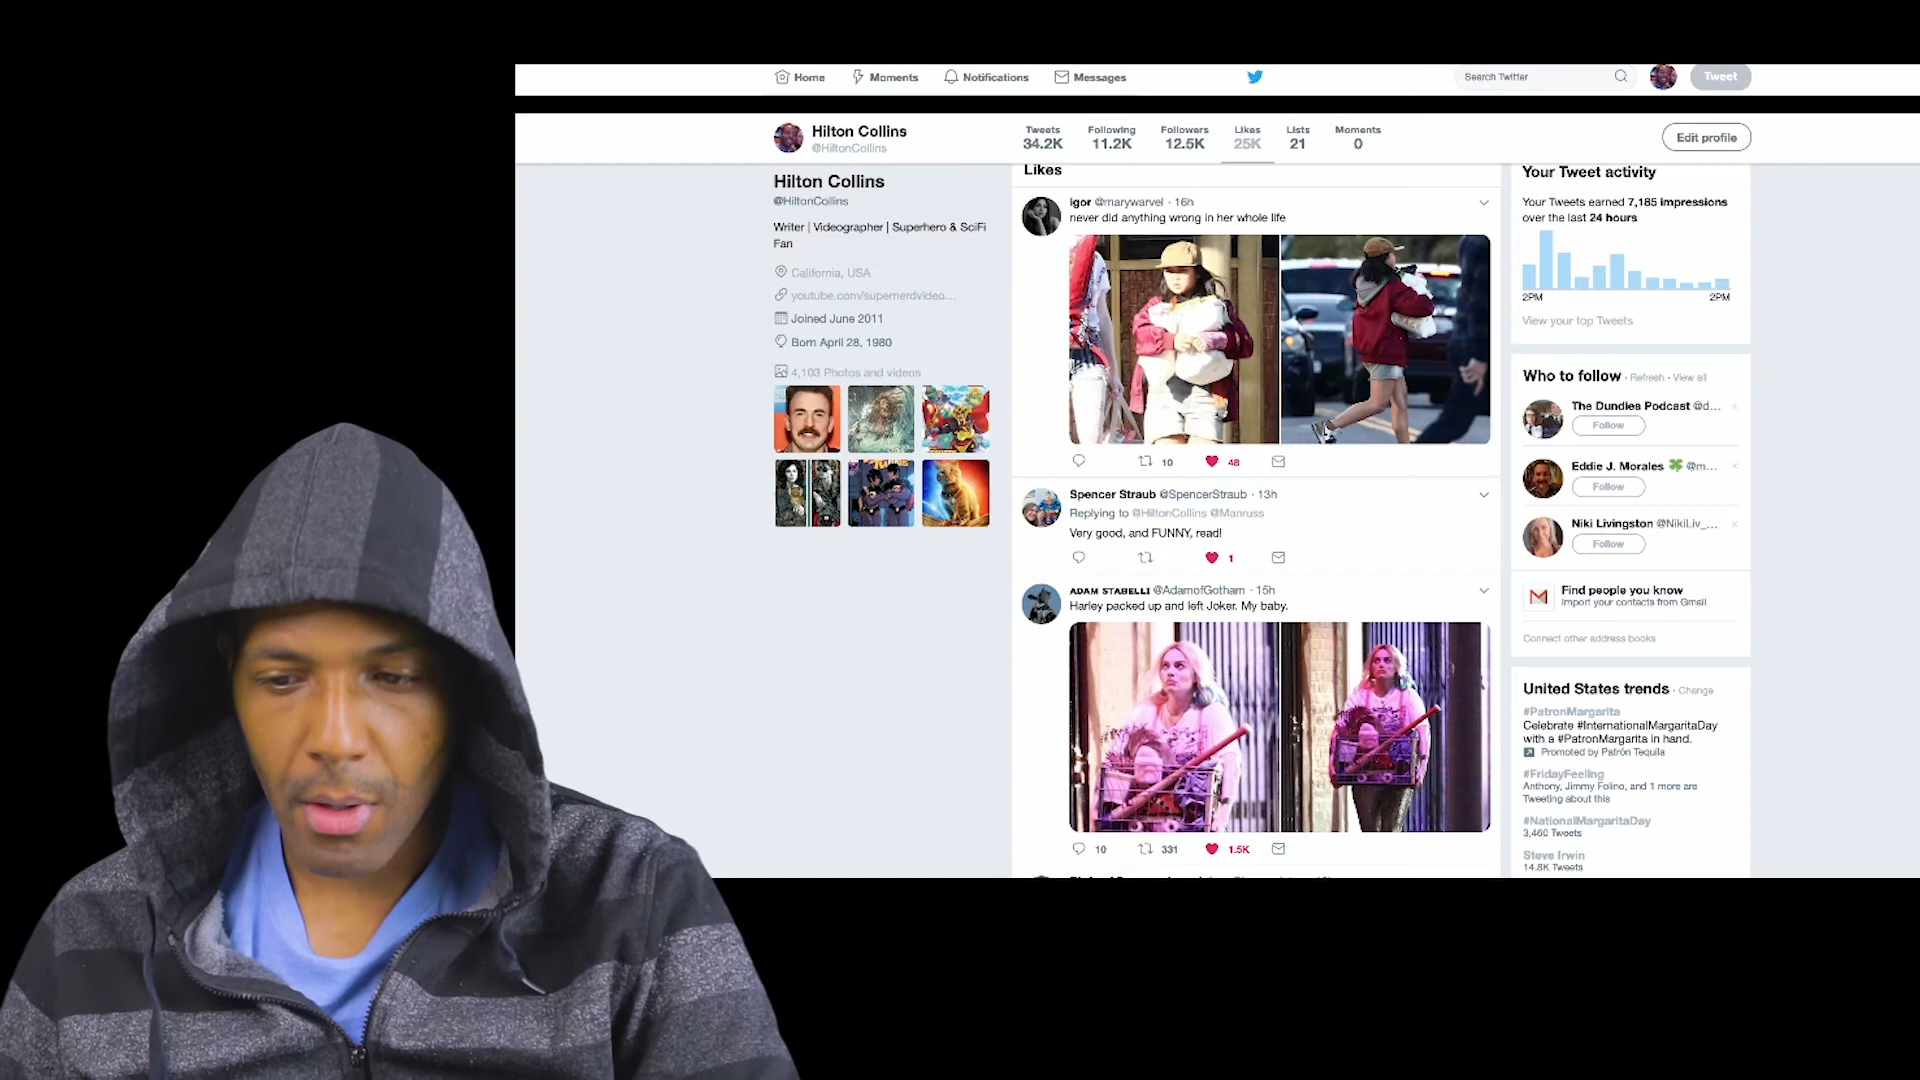 Home Moments Notifications Messages Search Twitter Tweet
Hilton Collins
@HiltonCollins
Tweets Following Followers Likes Lists Moments
34.2K 11.2K 12.5K 25K 21 0
Edit profile
Hilton Collins
@HiltonCollins
Writer | Videographer | Superhero & SciFi
Fan
California, USA
youtube.com/supernerdvideo...
Joined June 2011
Born April 28, 1980
4,103 Photos and videos
Likes
igor @marywarvel · 16h
never did anything wrong in her whole life
10 48
Spencer Straub @SpencerStraub · 13h
Replying to @HiltonCollins @Manruss
Very good, and FUNNY, read!
1
ADAM STABELLI @AdamofGotham · 15h
Harley packed up and left Joker. My baby.
10 331 1.5K
Your Tweet activity
Your Tweets earned 7,185 impressions
over the last 24 hours
2PM 2PM
View your top Tweets
Who to follow · Refresh · View all
The Dundies Podcast @d...
Follow
Eddie J. Morales 🍀 @m...
Follow
Niki Livingston @NikiLiv_...
Follow
Find people you know
Import your contacts from Gmail
Connect other address books
United States trends · Change
#PatronMargarita
Celebrate #InternationalMargaritaDay
with a #PatronMargarita in hand.
Promoted by Patrón Tequila
#FridayFeeling
Anthony, Jimmy Folino, and 1 more are
Tweeting about this
#NationalMargaritaDay
3,460 Tweets
Steve Irwin
14.8K Tweets